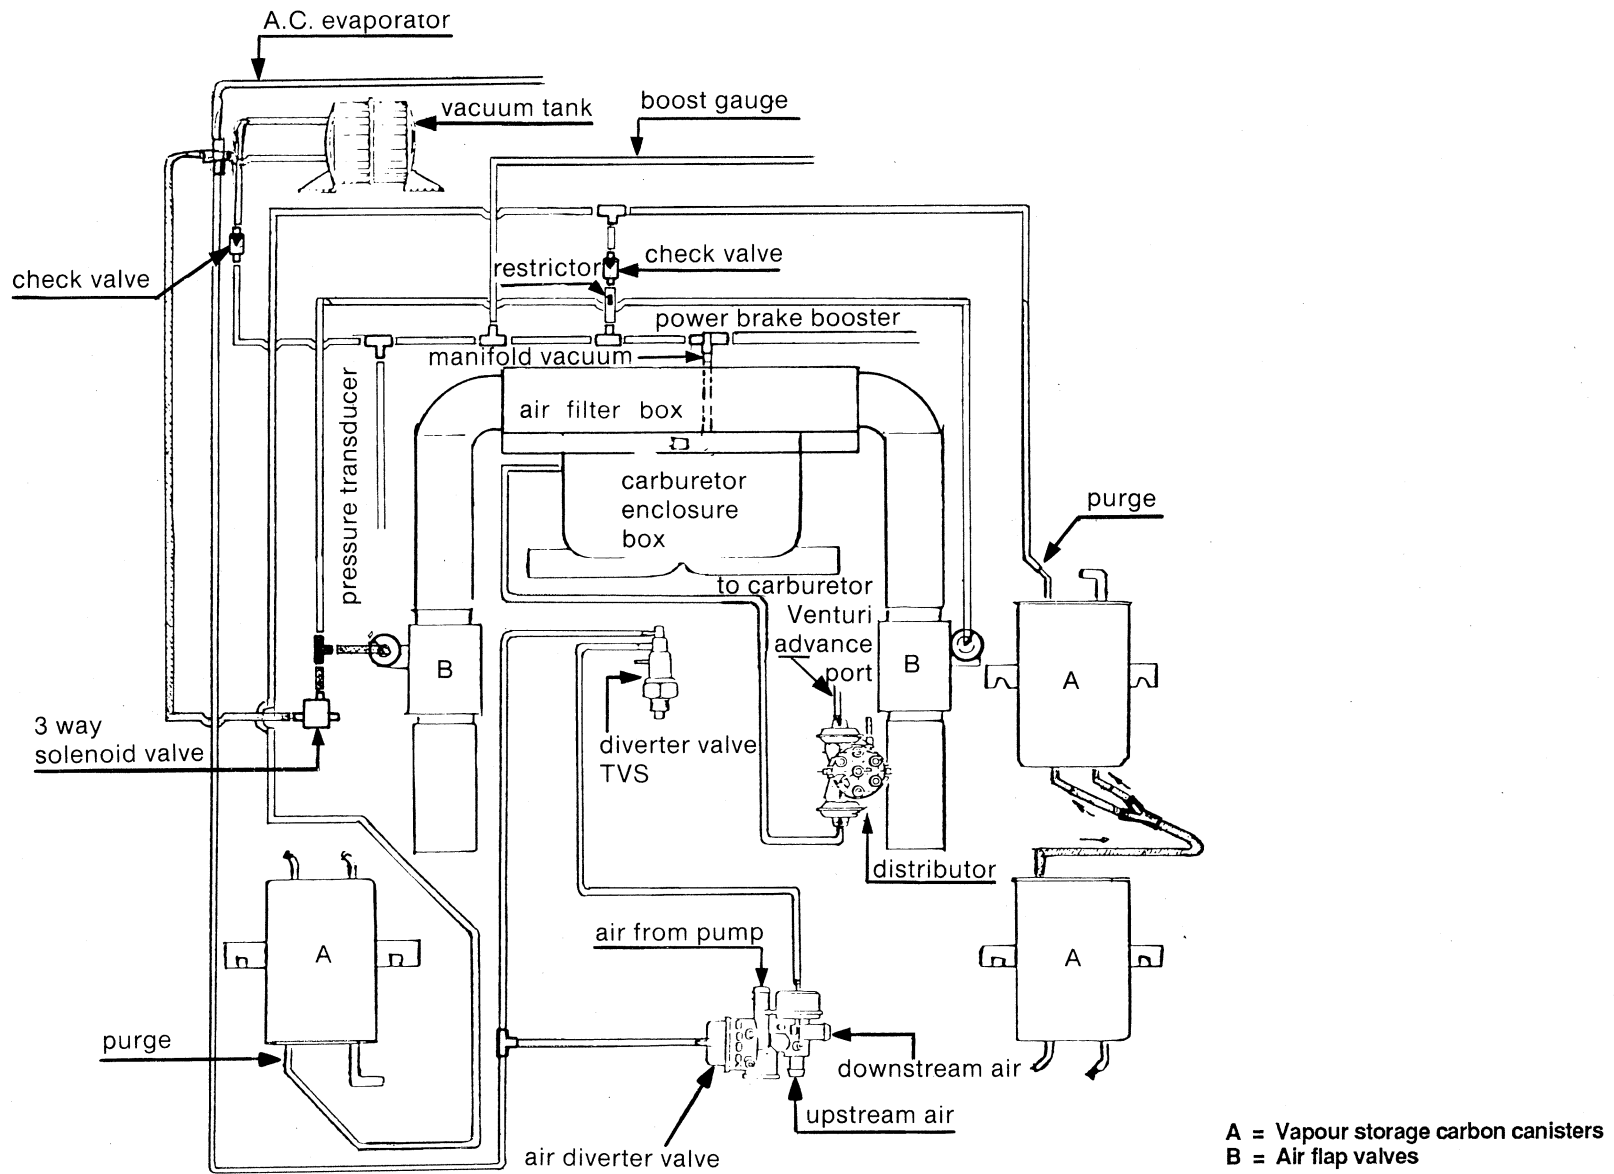 A.C. evaporator
vacuum tank
boost gauge
check valve
restrictor
check valve
power brake booster
manifold vacuum
pressure transducer
air filter box
carburetor
enclosure
box
purge
to carburetor
Venturi
advance
port
B
B
A
3 way
solenoid valve
diverter valve
TVS
distributor
air from pump
A
A
purge
downstream air
upstream air
air diverter valve
A = Vapour storage carbon canisters
B = Air flap valves